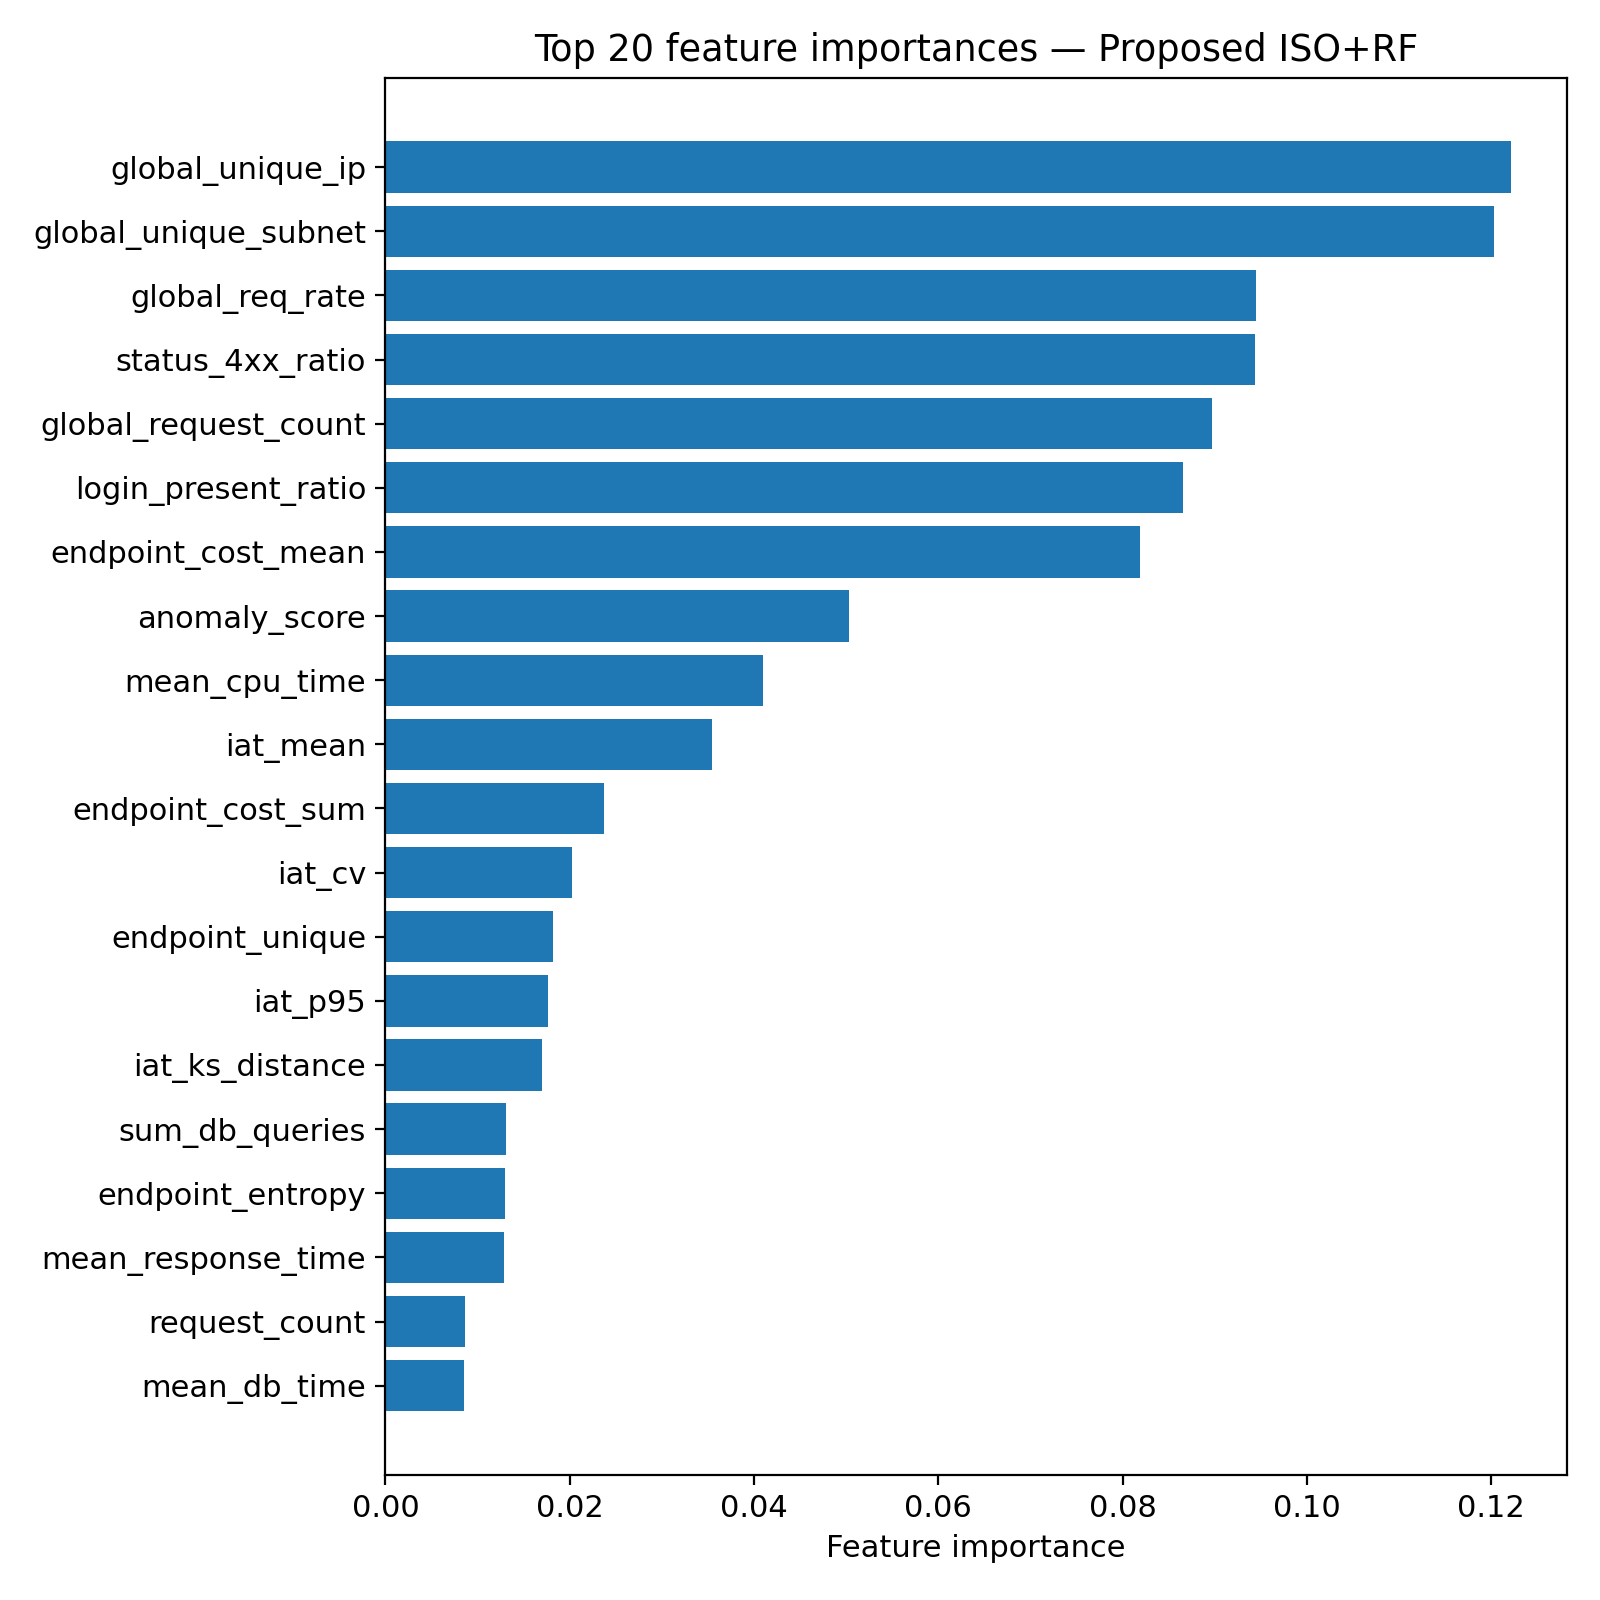 Top 20 feature importances — Proposed ISO+RF
global_unique_ip
global_unique_subnet
global_req_rate
status_4xx_ratio
global_request_count
login_present_ratio
endpoint_cost_mean
anomaly_score
mean_cpu_time
iat_mean
endpoint_cost_sum
iat_cv
endpoint_unique
iat_p95
iat_ks_distance
sum_db_queries
endpoint_entropy
mean_response_time
request_count
mean_db_time
0.00 0.02 0.04 0.06 0.08 0.10 0.12
Feature importance